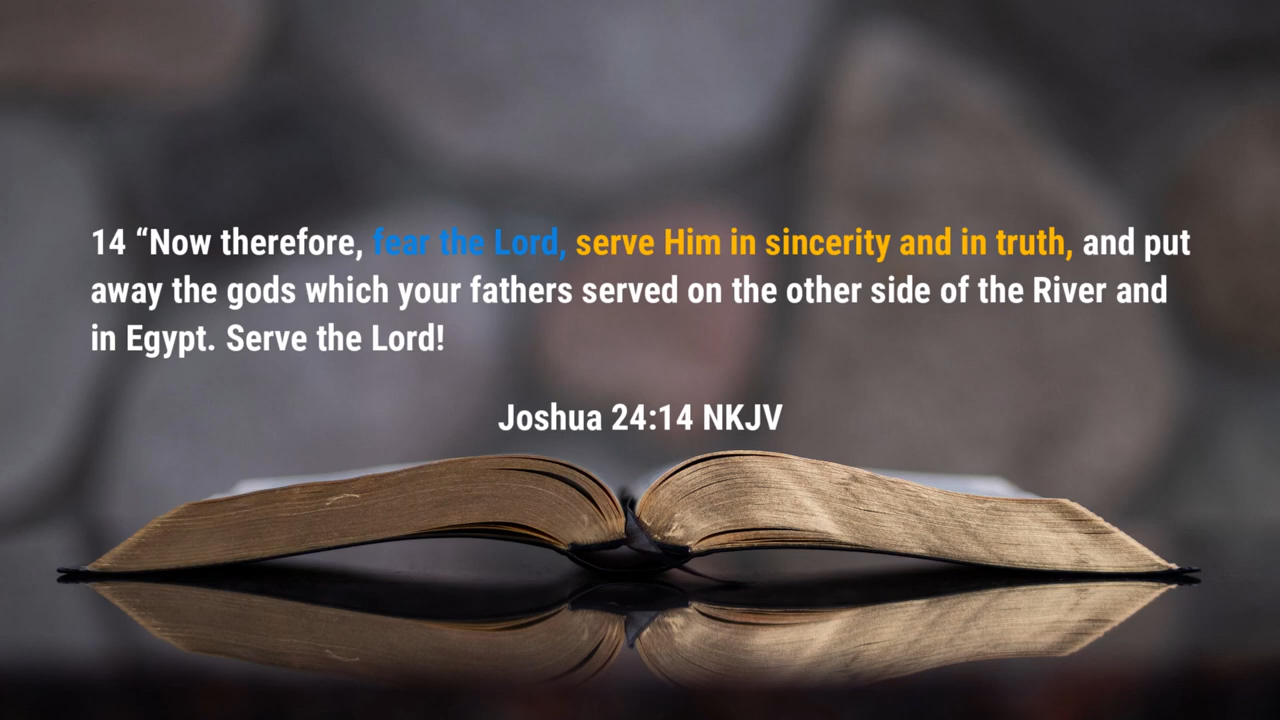 14 “Now therefore, fear the Lord, serve Him in sincerity and in truth, and put
away the gods which your fathers served on the other side of the River and
in Egypt. Serve the Lord!
Joshua 24:14 NKJV